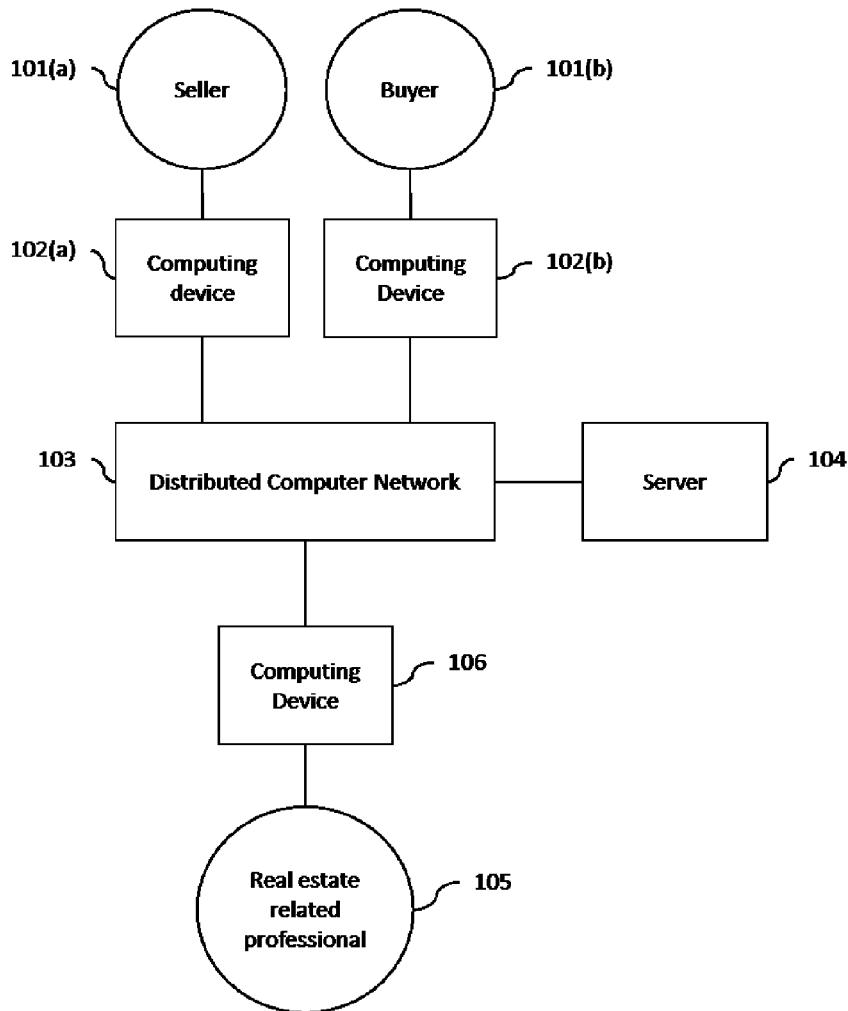 101(a)
Seller
Buyer
101(b)
102(a)
Computing
device
Computing
Device
102(b)
103
Distributed Computer Network
Server
104
Computing
Device
106
Real estate
related
professional
105